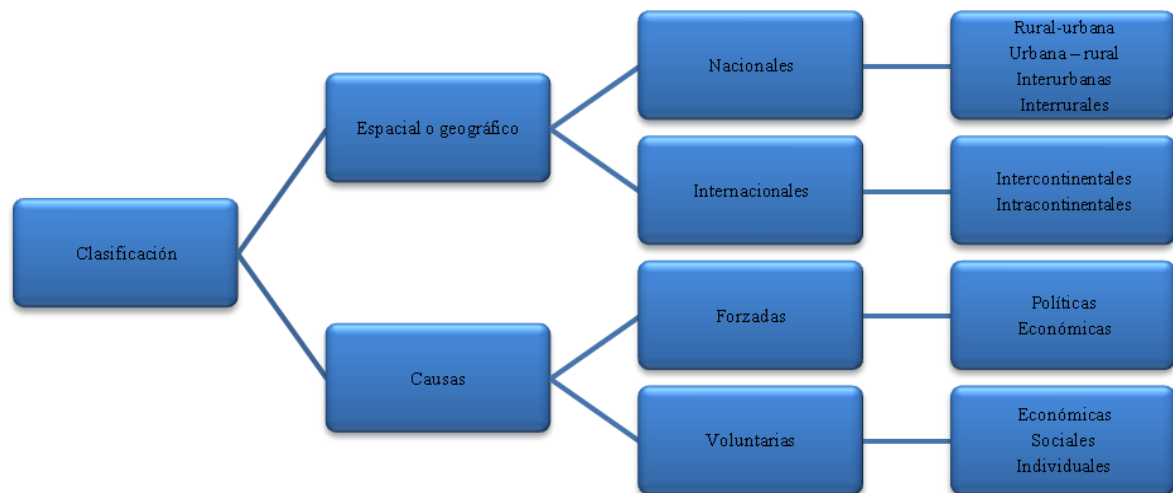 Clasificación
Espacial o geográfico
Nacionales
Rural-urbana
Urbana – rural
Interurbanas
Interrurales
Internacionales
Intercontinentales
Intracontinentales
Causas
Forzadas
Políticas
Económicas
Voluntarias
Económicas
Sociales
Individuales